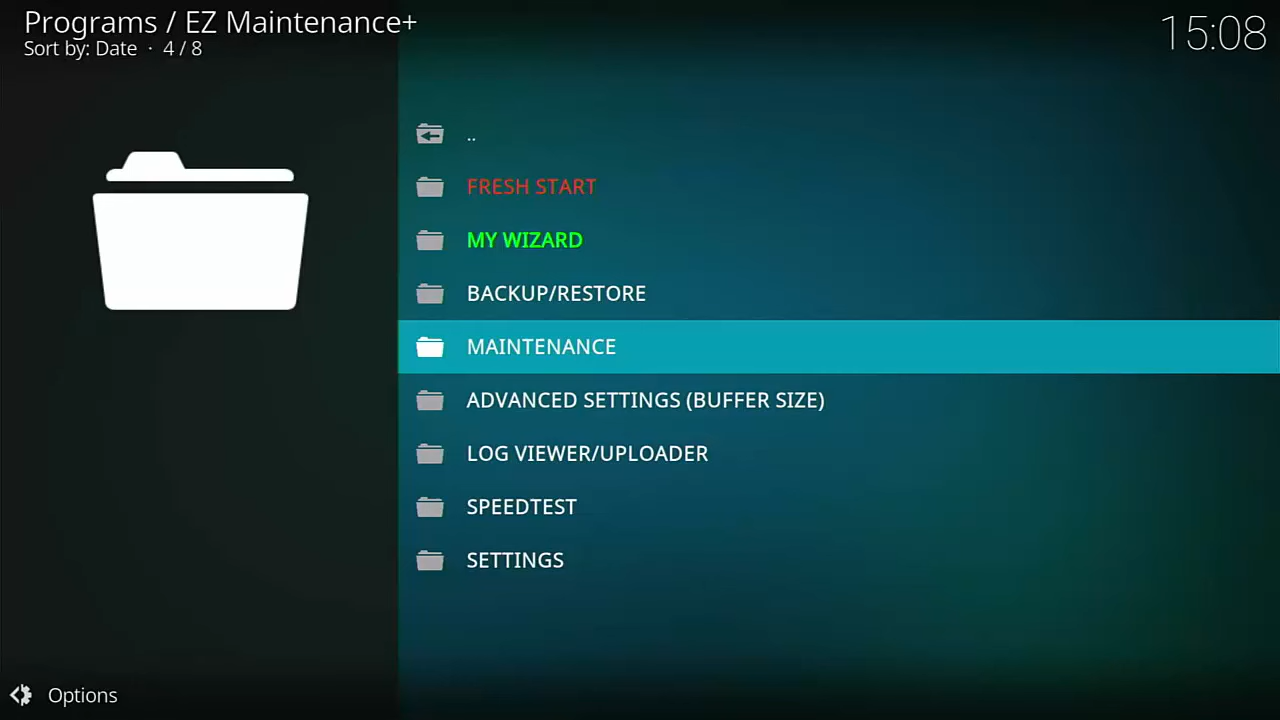 Programs / EZ Maintenance+
Sort by: Date · 4 / 8
15:08
..
FRESH START
MY WIZARD
BACKUP/RESTORE
MAINTENANCE
ADVANCED SETTINGS (BUFFER SIZE)
LOG VIEWER/UPLOADER
SPEEDTEST
SETTINGS
Options